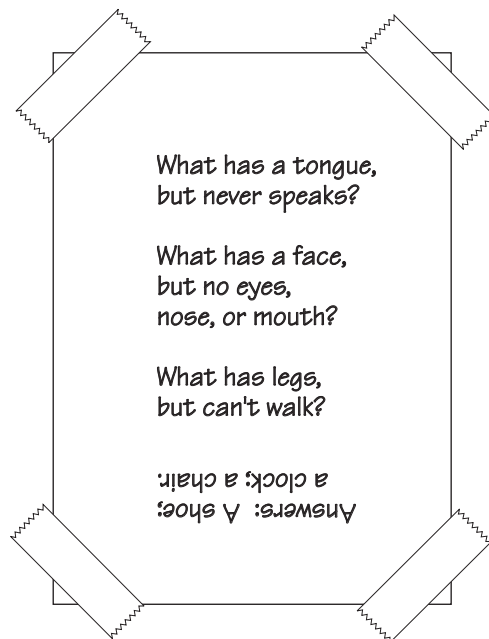 What has a tongue,
but never speaks?
What has a face,
but no eyes,
nose, or mouth?
What has legs,
but can't walk?
Answers: A shoe;
a clock; a chair.